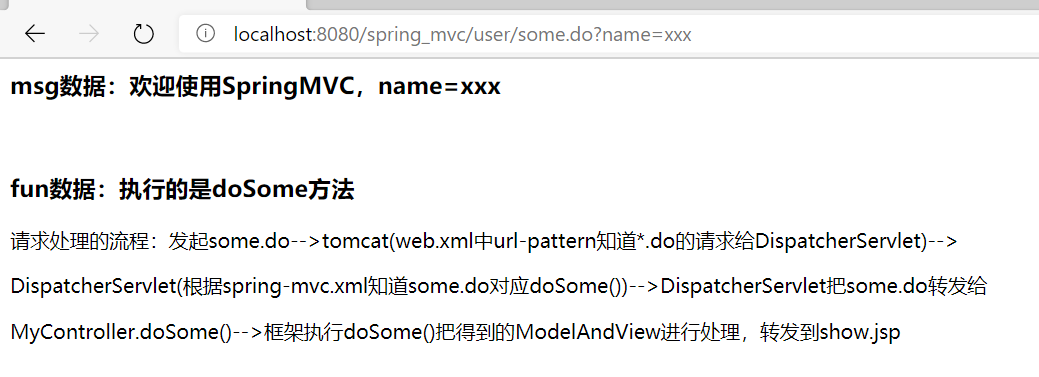 localhost:8080/spring_mvc/user/some.do?name=xxx
msg数据：欢迎使用SpringMVC，name=xxx
fun数据：执行的是doSome方法
请求处理的流程：发起some.do-->tomcat(web.xml中url-pattern知道*.do的请求给DispatcherServlet)-->
DispatcherServlet(根据spring-mvc.xml知道some.do对应doSome())-->DispatcherServlet把some.do转发给
MyController.doSome()-->框架执行doSome()把得到的ModelAndView进行处理，转发到show.jsp